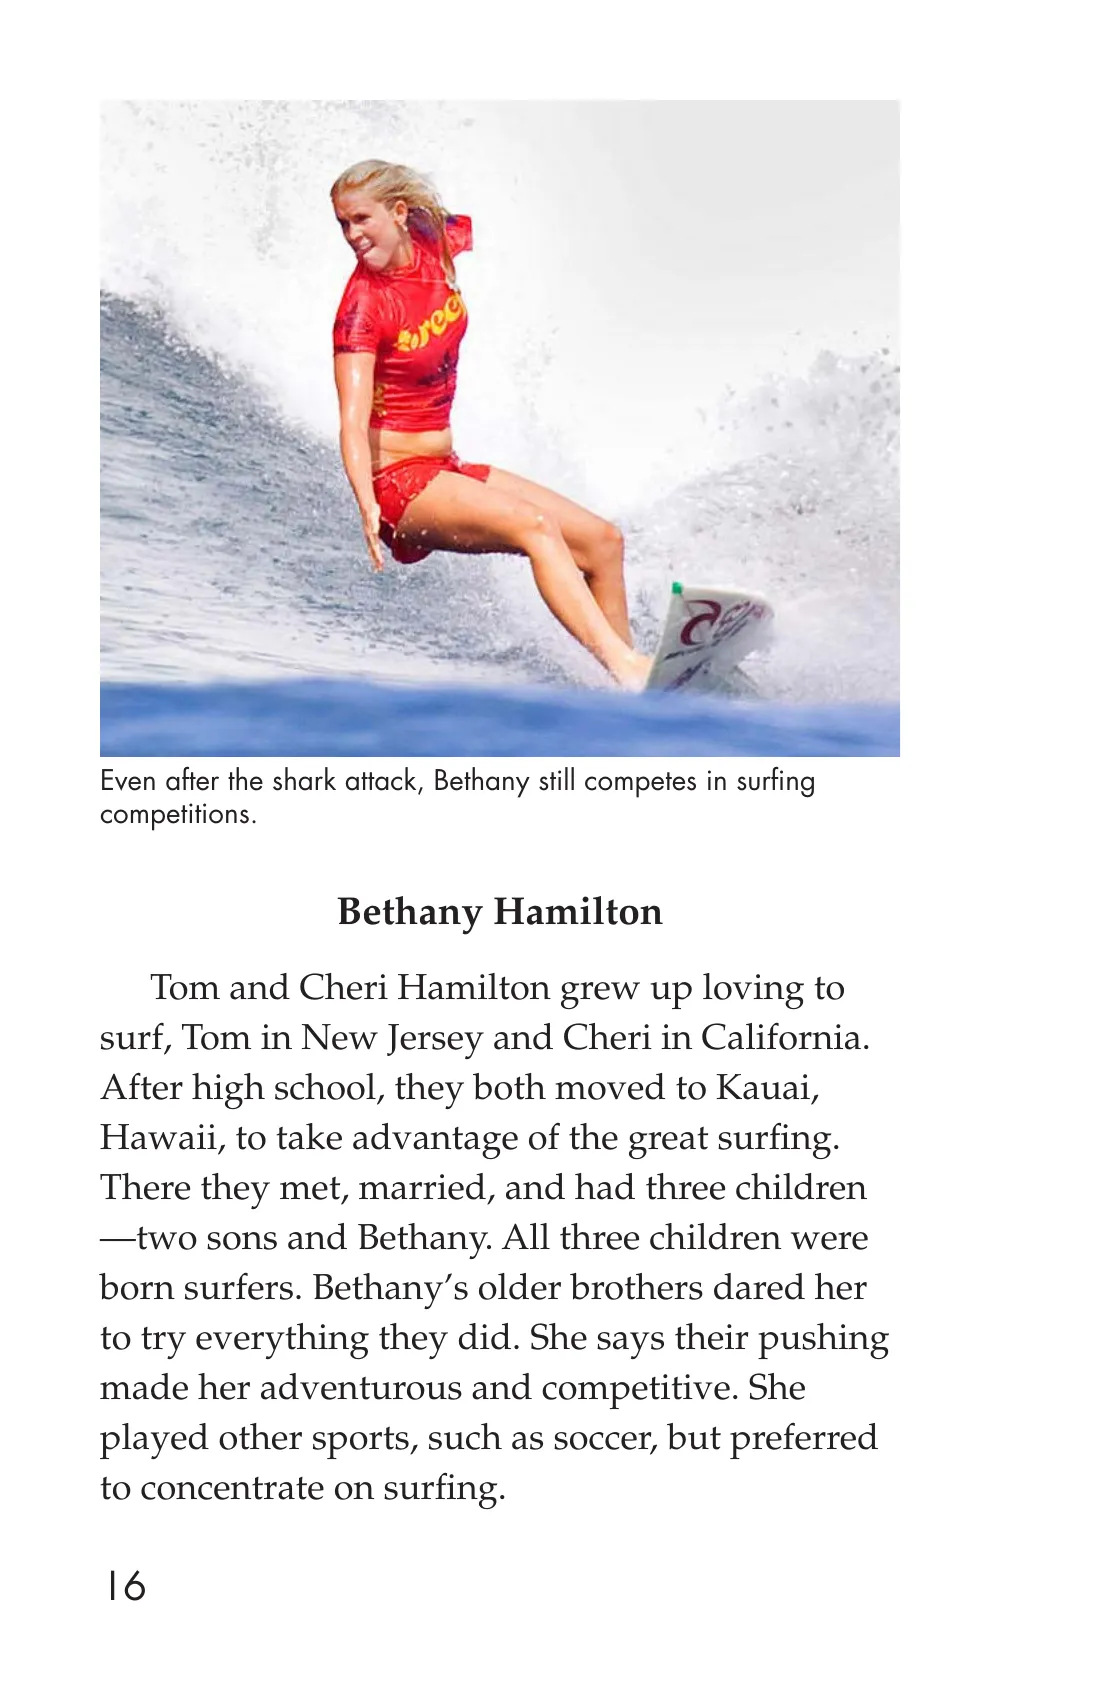 Even after the shark attack, Bethany still competes in surfing
competitions.
Bethany Hamilton
Tom and Cheri Hamilton grew up loving to
surf, Tom in New Jersey and Cheri in California.
After high school, they both moved to Kauai,
Hawaii, to take advantage of the great surfing.
There they met, married, and had three children
—two sons and Bethany. All three children were
born surfers. Bethany’s older brothers dared her
to try everything they did. She says their pushing
made her adventurous and competitive. She
played other sports, such as soccer, but preferred
to concentrate on surfing.
16